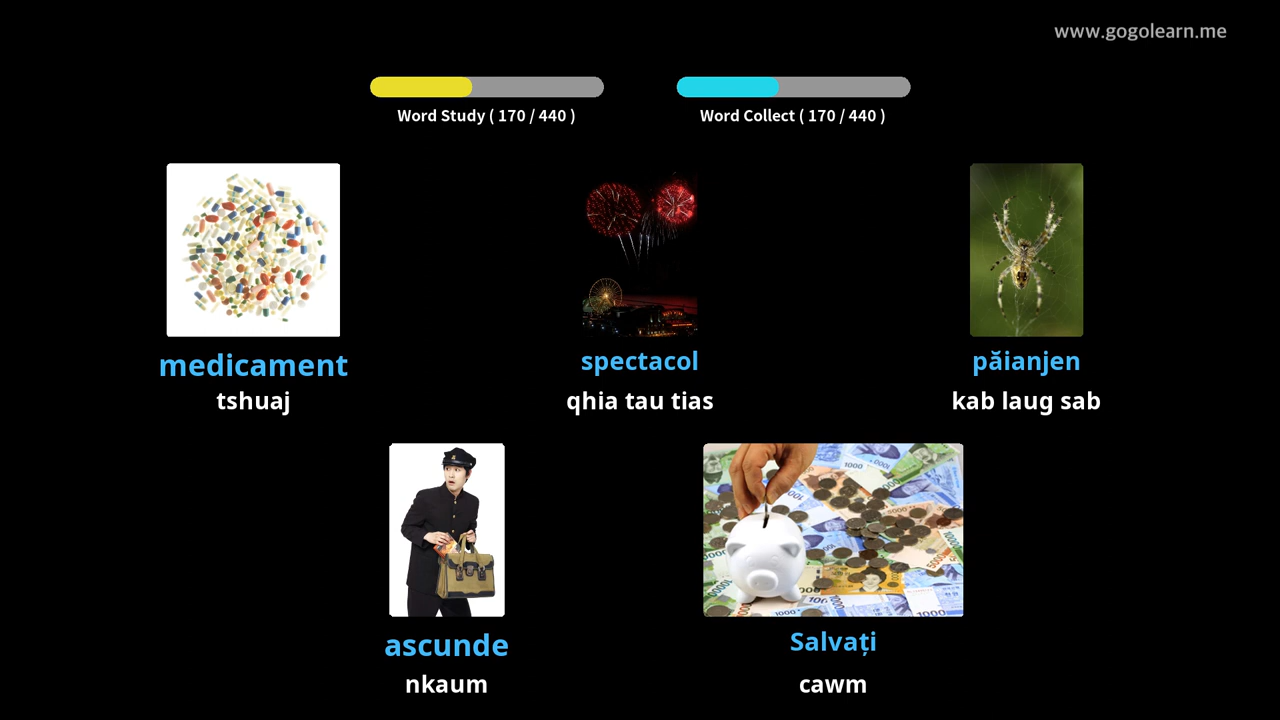 www.gogolearn.me
Word Study ( 170 / 440 )
Word Collect ( 170 / 440 )
medicament
tshuaj
spectacol
qhia tau tias
păianjen
kab laug sab
ascunde
nkaum
Salvați
cawm